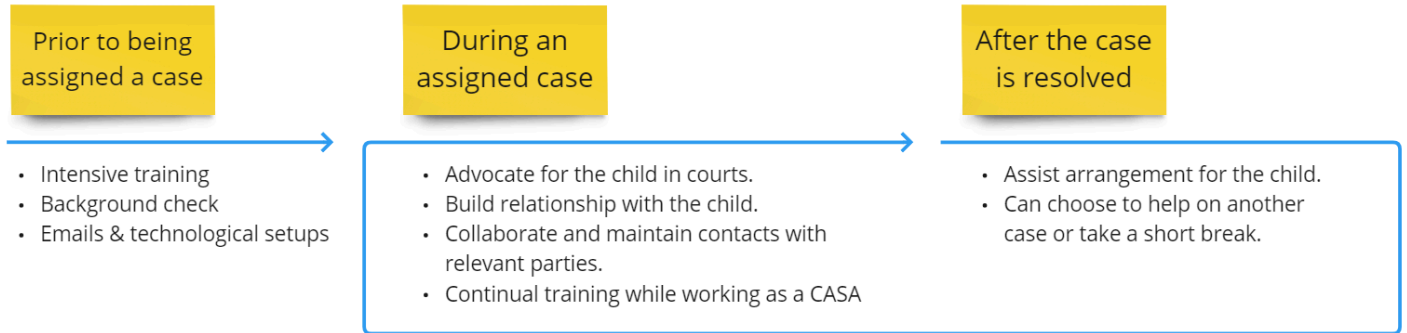 Prior to being
assigned a case
During an
assigned case
After the case
is resolved
• Intensive training
• Background check
• Emails & technological setups
• Advocate for the child in courts.
• Build relationship with the child.
• Collaborate and maintain contacts with
relevant parties.
• Continual training while working as a CASA
• Assist arrangement for the child.
• Can choose to help on another
case or take a short break.